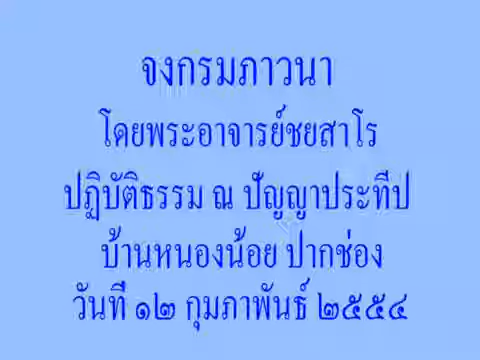 จงกรมภาวนา
โดยพระอาจารย์ชยสาโร
ปฏิบัติธรรม ณ ปัญญาประทีป
บ้านหนองน้อย ปากช่อง
วันที่ ๑๒ กุมภาพันธ์ ๒๕๕๔